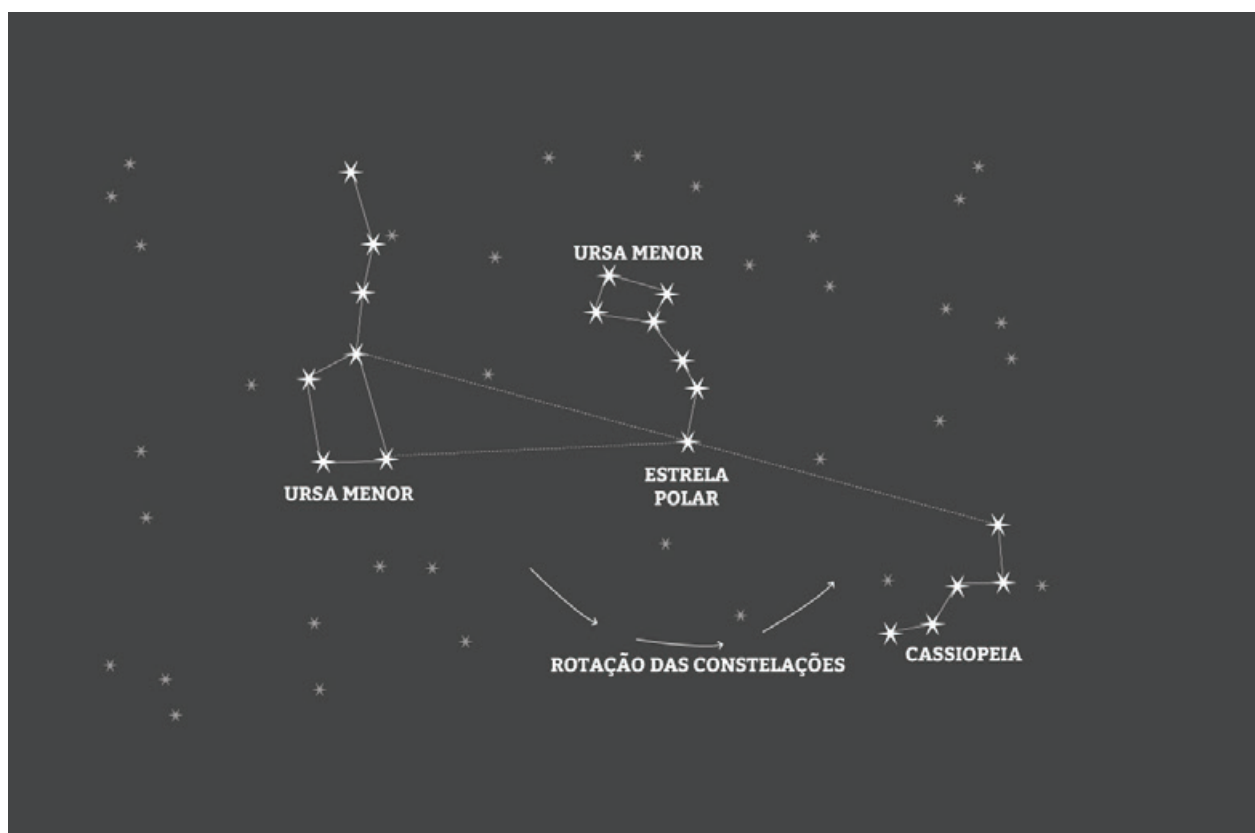 URSA MENOR
URSA MENOR
ESTRELA
POLAR
ROTAÇÃO DAS CONSTELAÇÕES
CASSIOPEIA